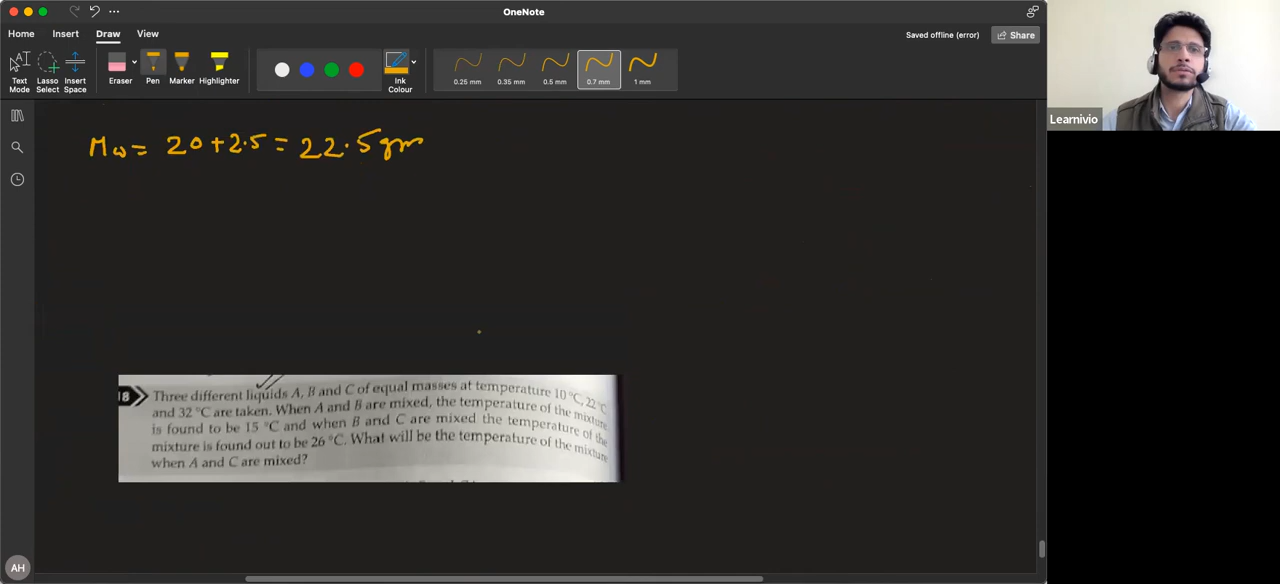 OneNote
Home Insert Draw View
Saved offline (error) Share
Text Mode
Lasso Select
Insert Space
Eraser
Pen
Marker
Highlighter
Ink Colour
0.25 mm
0.35 mm
0.5 mm
0.7 mm
1 mm
Learnivio
Mw = 20 + 2.5 = 22.5 gm
18 Three different liquids A, B and C of equal masses at temperature 10 °C, 22 °C
and 32 °C are taken. When A and B are mixed, the temperature of the mixture
is found to be 15 °C and when B and C are mixed the temperature of the
mixture is found out to be 26 °C. What will be the temperature of the mixture
when A and C are mixed?
AH